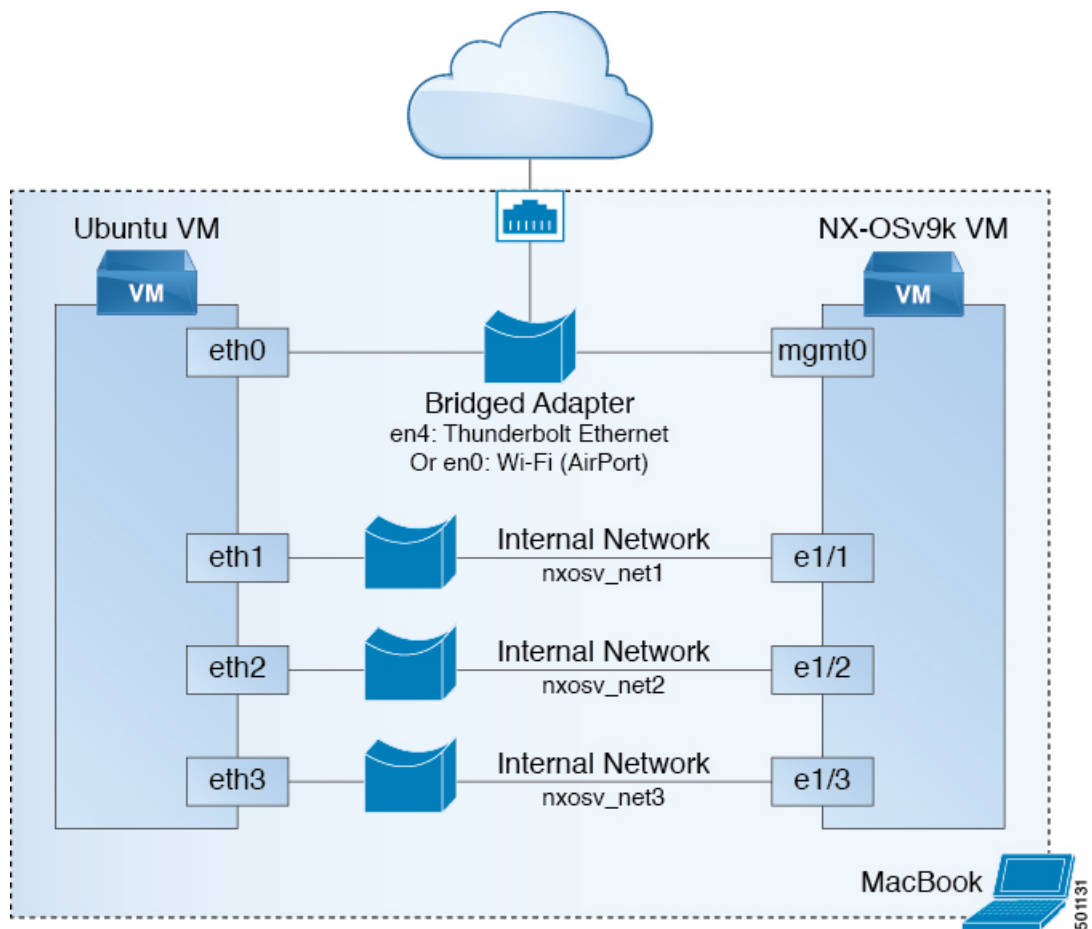 Ubuntu VM
NX-OSv9k VM
VM
VM
eth0
mgmt0
Bridged Adapter
en4: Thunderbolt Ethernet
Or en0: Wi-Fi (AirPort)
eth1
Internal Network
nxosv_net1
e1/1
eth2
Internal Network
nxosv_net2
e1/2
eth3
Internal Network
nxosv_net3
e1/3
MacBook
501131